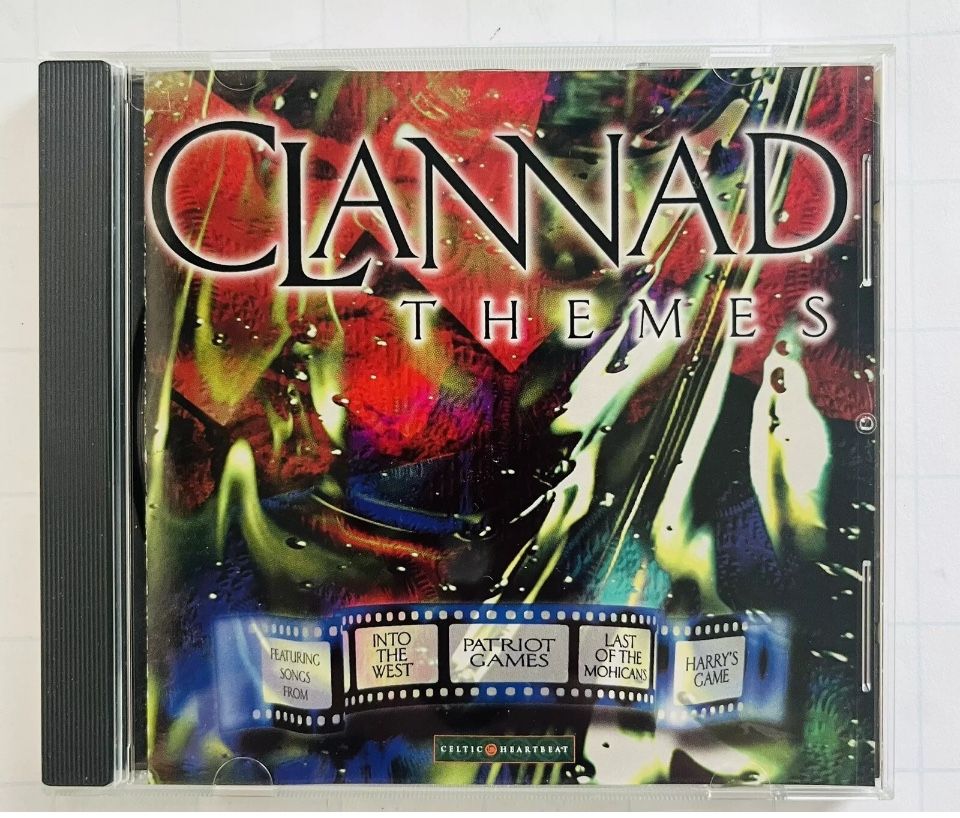 CLANNAD
THEMES
FEATURING
SONGS
FROM
INTO
THE
WEST
PATRIOT
GAMES
LAST
OF THE
MOHICANS
HARRY'S
GAME
CELTIC HEARTBEAT